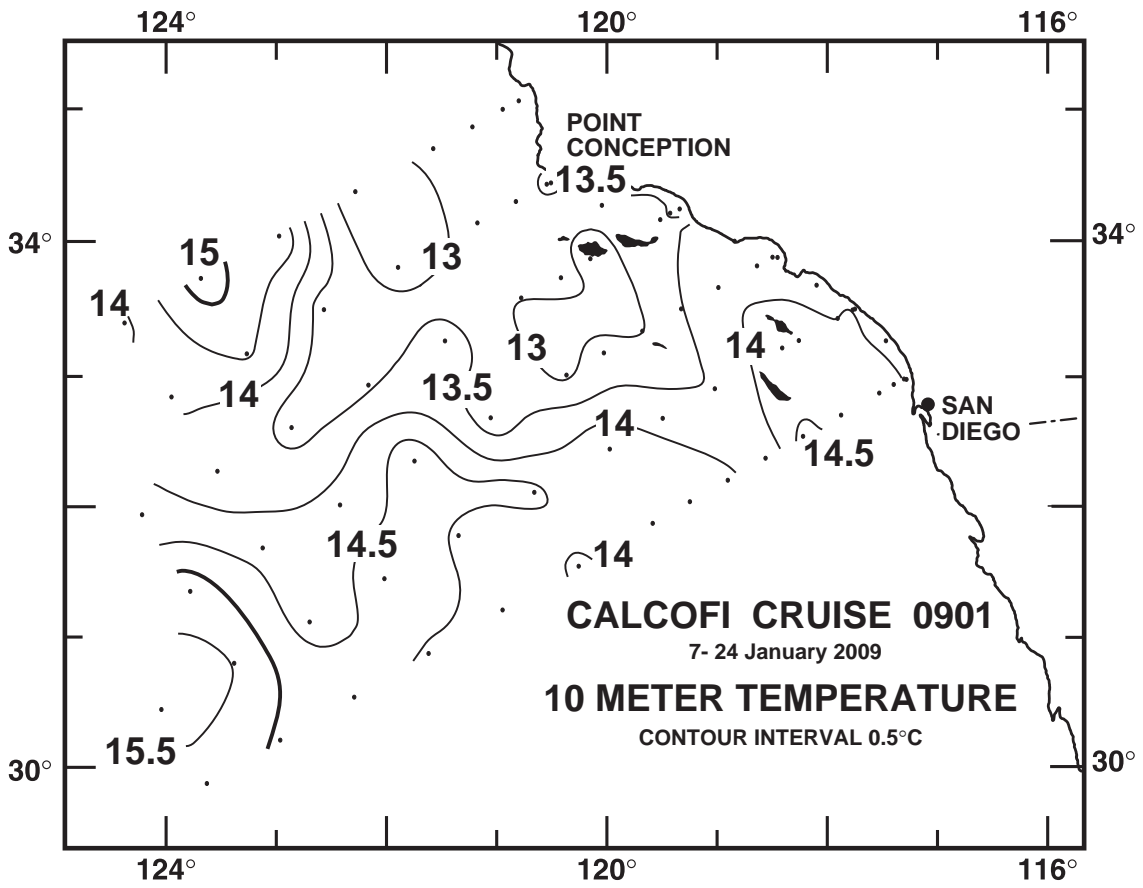 124° 120° 116°
POINT
CONCEPTION
13.5
34° 34°
15
13
14
13
14
13.5
14
14
SAN
DIEGO
14
14.5
14.5
14
CALCOFI CRUISE 0901
7- 24 January 2009
10 METER TEMPERATURE
CONTOUR INTERVAL 0.5°C
15.5
30° 30°
124° 120° 116°